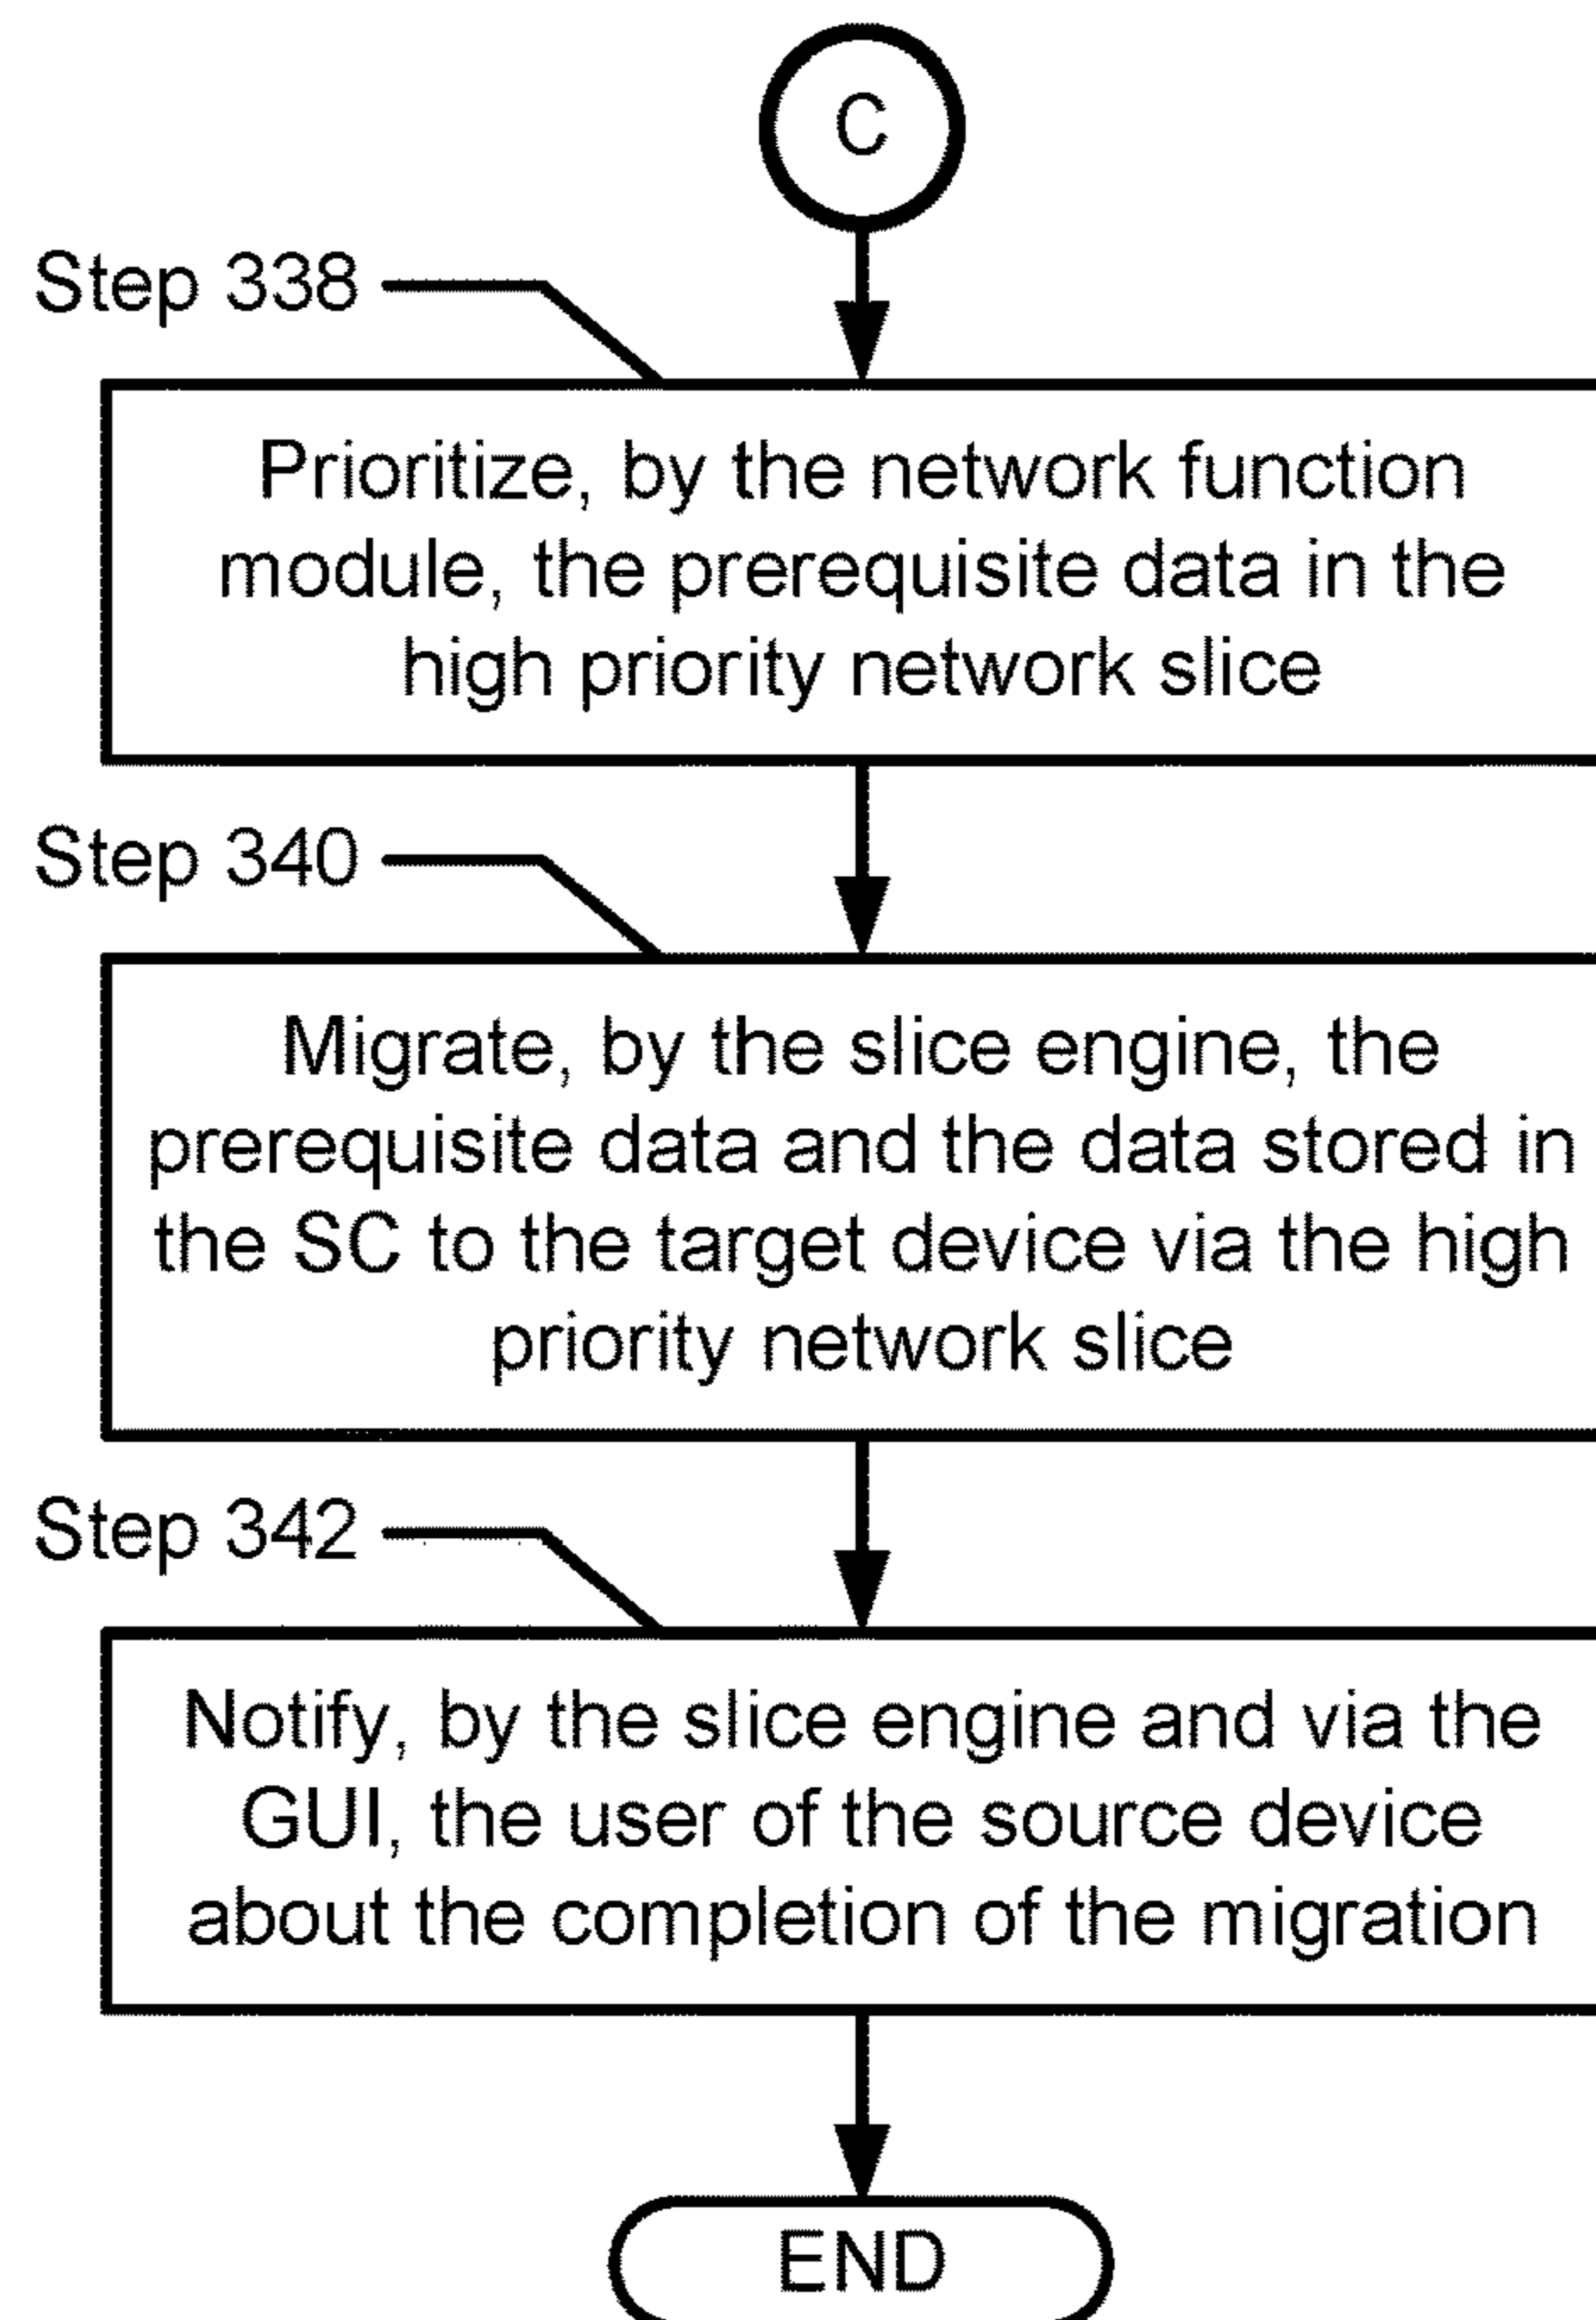 C
Step 338
Prioritize, by the network function
module, the prerequisite data in the
high priority network slice
Step 340
Migrate, by the slice engine, the
prerequisite data and the data stored in
the SC to the target device via the high
priority network slice
Step 342
Notify, by the slice engine and via the
GUI, the user of the source device
about the completion of the migration
END